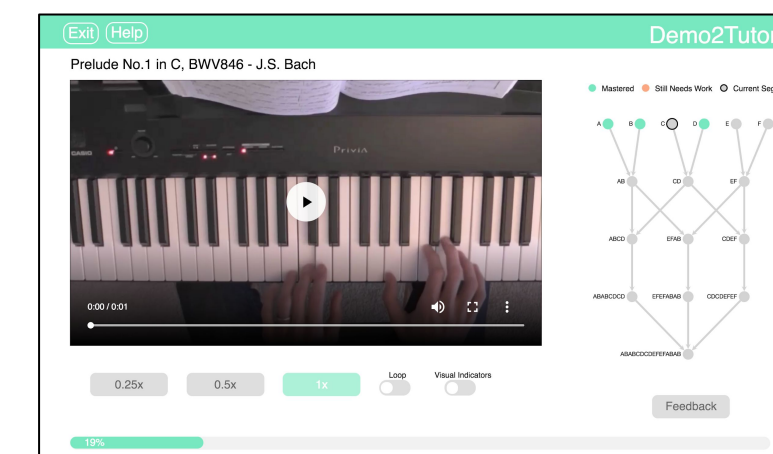 Exit Help
Demo2Tutor
Prelude No.1 in C, BWV846 - J.S. Bach
Mastered Still Needs Work Current Seg
CASIO
Privia
A B C D E F
AB CD EF
ABCD EFAB CDEF
0:00 / 0:01
ABABCDCD EFEFABAB CDCDEFEF
ABABCDCDEFEFABAB
Loop Visual Indicators
0.25x 0.5x 1x
Feedback
19%